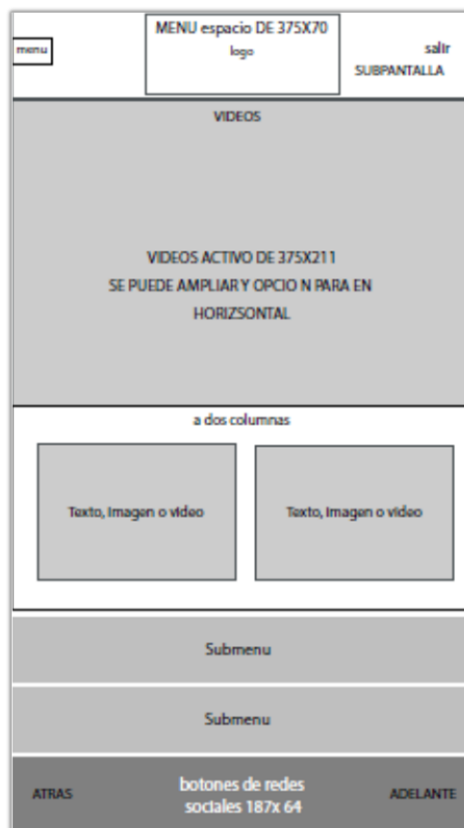 MENU espacio DE 375X70
menu
logo
salir
SUBPANTALLA
VIDEOS
VIDEOS ACTIVO DE 375X211
SE PUEDE AMPLIAR Y OPCIO N PARA EN
HORIZSONTAL
a dos columnas
Texto, Imagen o video
Texto, Imagen o video
Submenu
Submenu
ATRAS
botones de redes
sociales 187x 64
ADELANTE